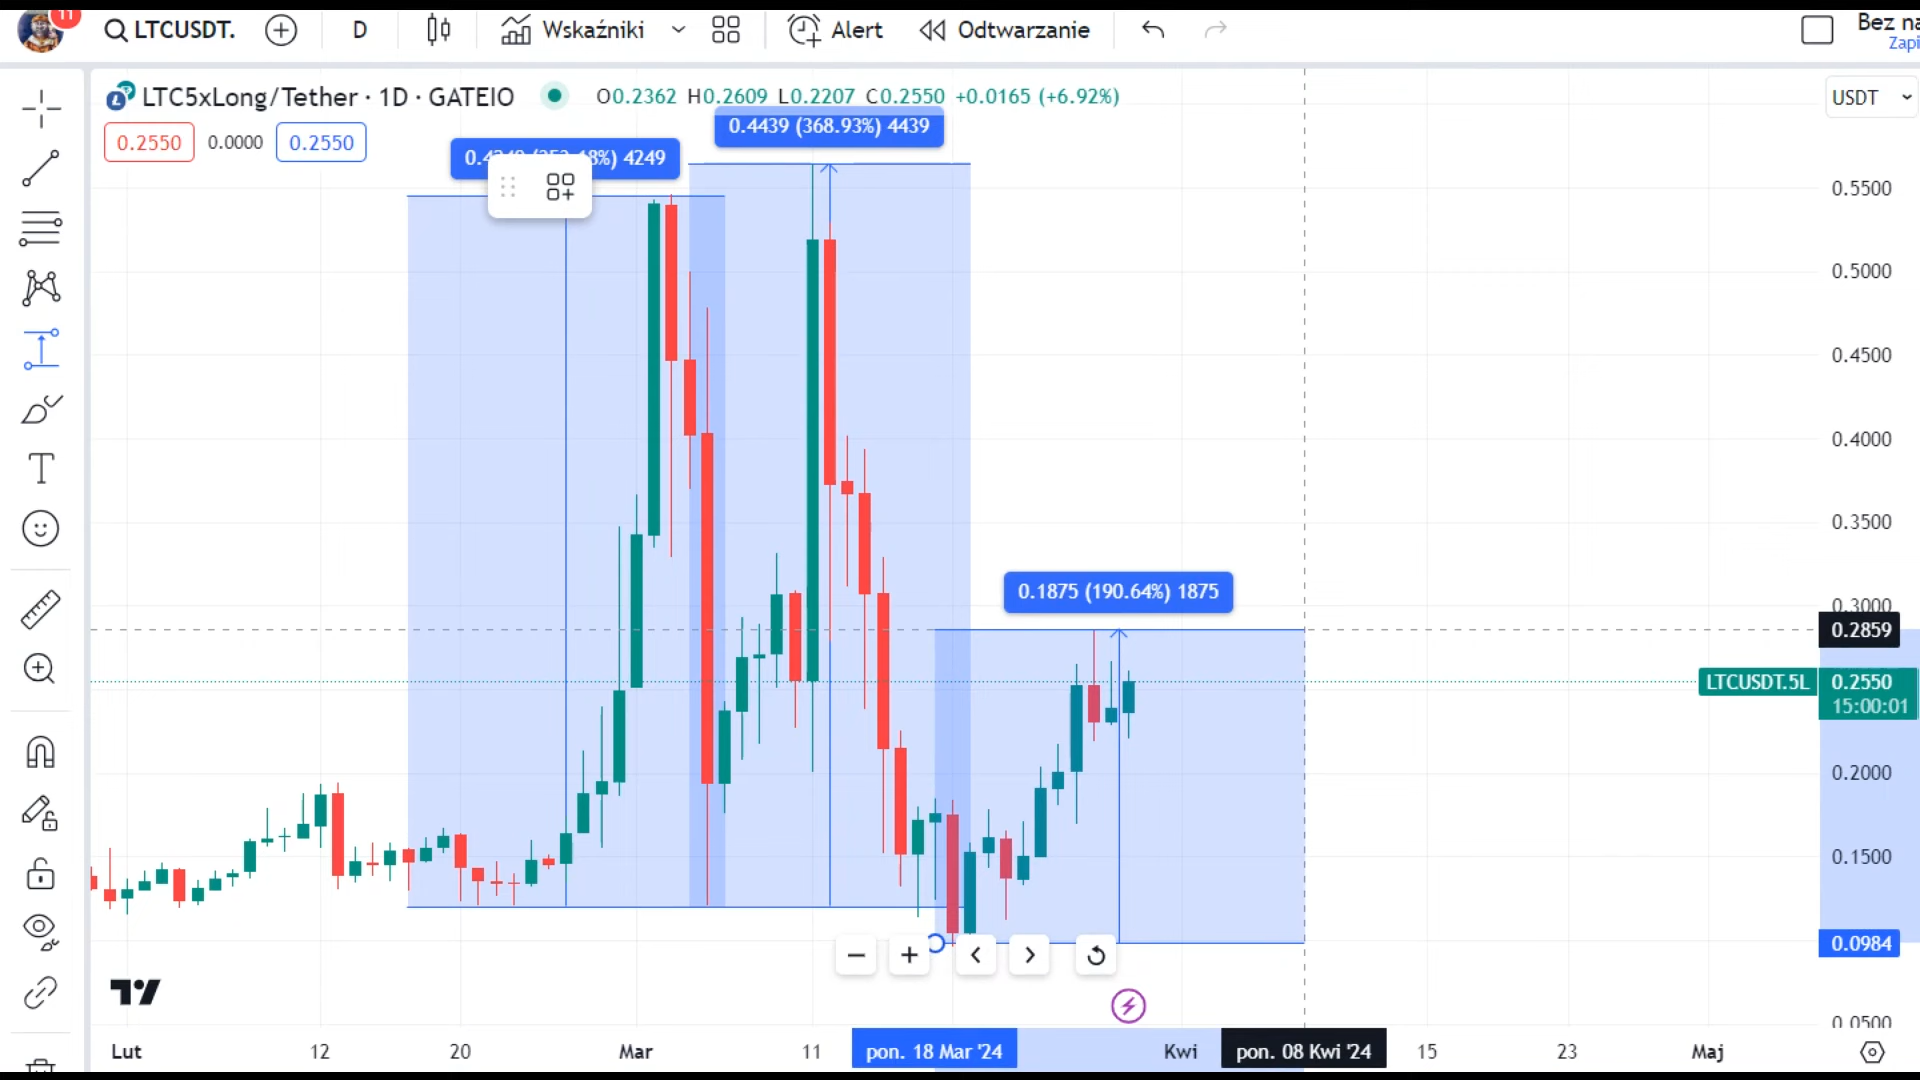 11
LTCUSDT.
D
Wskaźniki
Alert
Odtwarzanie
Bez na
Zapi
LTC5xLong/Tether · 1D · GATEIO
O0.2362 H0.2609 L0.2207 C0.2550 +0.0165 (+6.92%)
USDT
0.2550
0.0000
0.2550
0.4439 (368.93%) 4439
4249
0.5500
0.5000
0.4500
0.4000
0.3500
0.1875 (190.64%) 1875
0.3000
0.2859
LTCUSDT.5L
0.2550
15:00:01
0.2000
0.1500
0.0984
0.0500
Lut
12
20
Mar
11
pon. 18 Mar '24
Kwi
pon. 08 Kwi '24
15
23
Maj